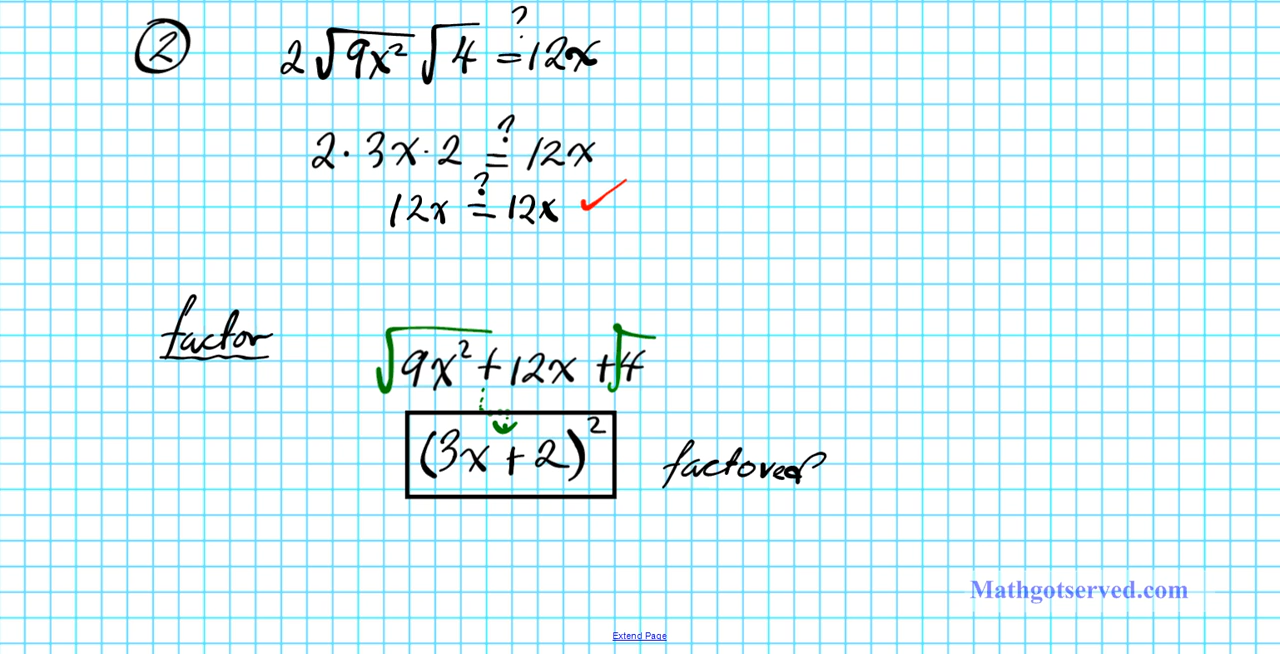 ② 2√9x² √4 ≟ 12x
2 · 3x · 2 ≟ 12x
12x ≟ 12x ✓
factor √9x² + 12x + √4
(3x + 2)² factored
Mathgotserved.com
Extend Page